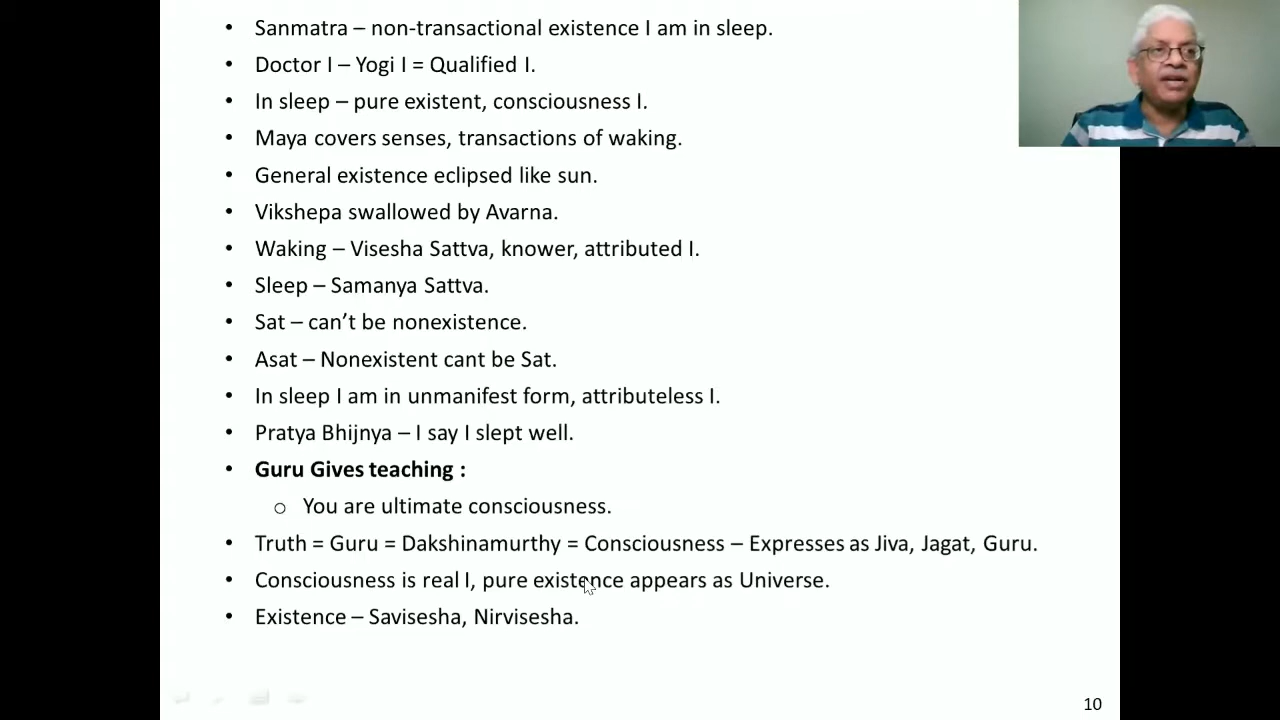 • Sanmatra – non-transactional existence I am in sleep.
• Doctor I – Yogi I = Qualified I.
• In sleep – pure existent, consciousness I.
• Maya covers senses, transactions of waking.
• General existence eclipsed like sun.
• Vikshepa swallowed by Avarna.
• Waking – Visesha Sattva, knower, attributed I.
• Sleep – Samanya Sattva.
• Sat – can’t be nonexistence.
• Asat – Nonexistent cant be Sat.
• In sleep I am in unmanifest form, attributeless I.
• Pratya Bhijnya – I say I slept well.
• Guru Gives teaching :
o You are ultimate consciousness.
• Truth = Guru = Dakshinamurthy = Consciousness – Expresses as Jiva, Jagat, Guru.
• Consciousness is real I, pure existence appears as Universe.
• Existence – Savisesha, Nirvisesha.
10